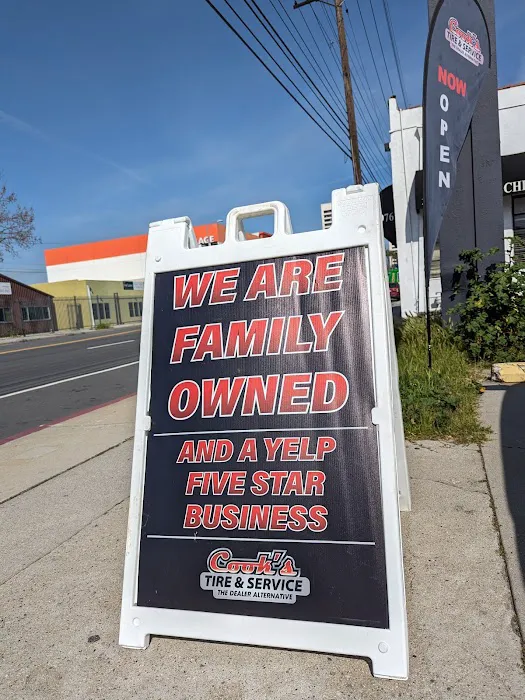 Cook's
TIRE & SERVICE
NOW
OPEN
WE ARE
FAMILY
OWNED
AND A YELP
FIVE STAR
BUSINESS
Cook's
TIRE & SERVICE
THE DEALER ALTERNATIVE